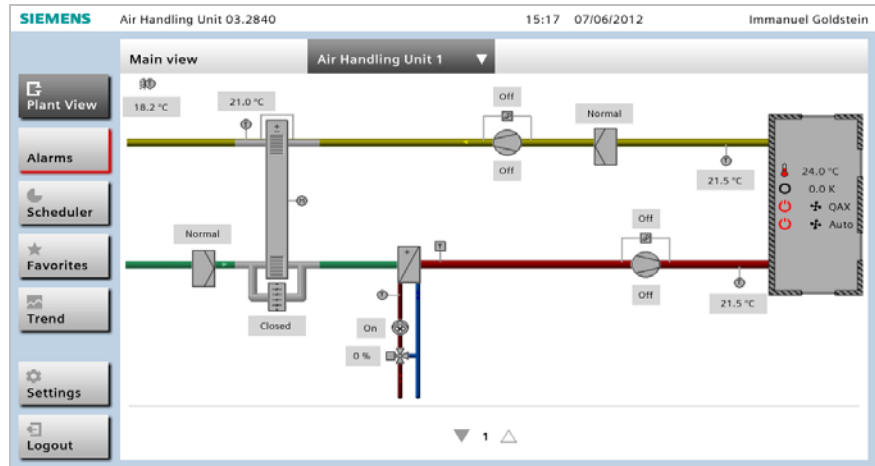 SIEMENS Air Handling Unit 03.2840 15:17 07/06/2012 Immanuel Goldstein
Main view Air Handling Unit 1
Plant View
Alarms
Scheduler
Favorites
Trend
Settings
Logout
18.2 °C
21.0 °C
Off
Normal
Off
T
T
21.5 °C
24.0 °C
0.0 K
QAX
Auto
M
Normal
Off
T
Off
T
21.5 °C
Closed
T
On
0 %
1